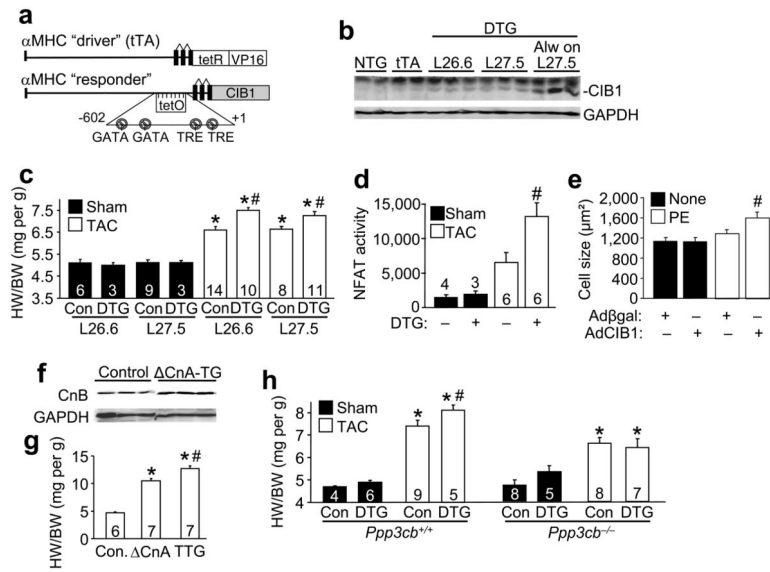 a
αMHC "driver" (tTA)
tetR VP16
αMHC "responder"
tetO CIB1
-602 +1
GATA GATA TRE TRE
b
DTG
Alw on
NTG tTA L26.6 L27.5 L27.5
-CIB1
GAPDH
c
HW/BW (mg per g)
7.5
6.5
5.5
4.5
3.5
Sham
TAC
* *# * *#
6 3 9 3 14 10 8 11
Con DTG Con DTG Con DTG Con DTG
L26.6 L27.5 L26.6 L27.5
d
NFAT activity
15,000
10,000
5,000
0
Sham
TAC
#
4 3 6 6
DTG: – + – +
e
Cell size (µm²)
2,000
1,600
1,200
800
400
0
None
PE
#
Adβgal: + +
AdCIB1: + +
f
Control ΔCnA-TG
CnB
GAPDH
g
HW/BW (mg per g)
15
10
5
0
* *#
6 7 7
Con. ΔCnA TTG
h
HW/BW (mg per g)
8
7
6
5
4
Sham
TAC
* *# * *
4 6 9 5 8 5 8 7
Con DTG Con DTG Con DTG Con DTG
Ppp3cb+/+ Ppp3cb–/–